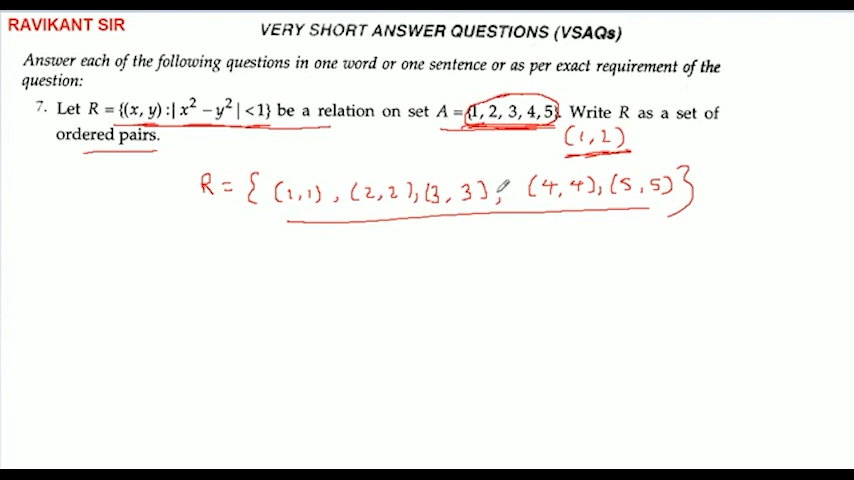 RAVIKANT SIR
VERY SHORT ANSWER QUESTIONS (VSAQs)
Answer each of the following questions in one word or one sentence or as per exact requirement of the
question:
7. Let R = {(x, y) : | x² − y² | < 1} be a relation on set A = {1, 2, 3, 4, 5}. Write R as a set of
ordered pairs.
(1, 2)
R = { (1,1) , (2,2), (3, 3), (4, 4), (5, 5) }